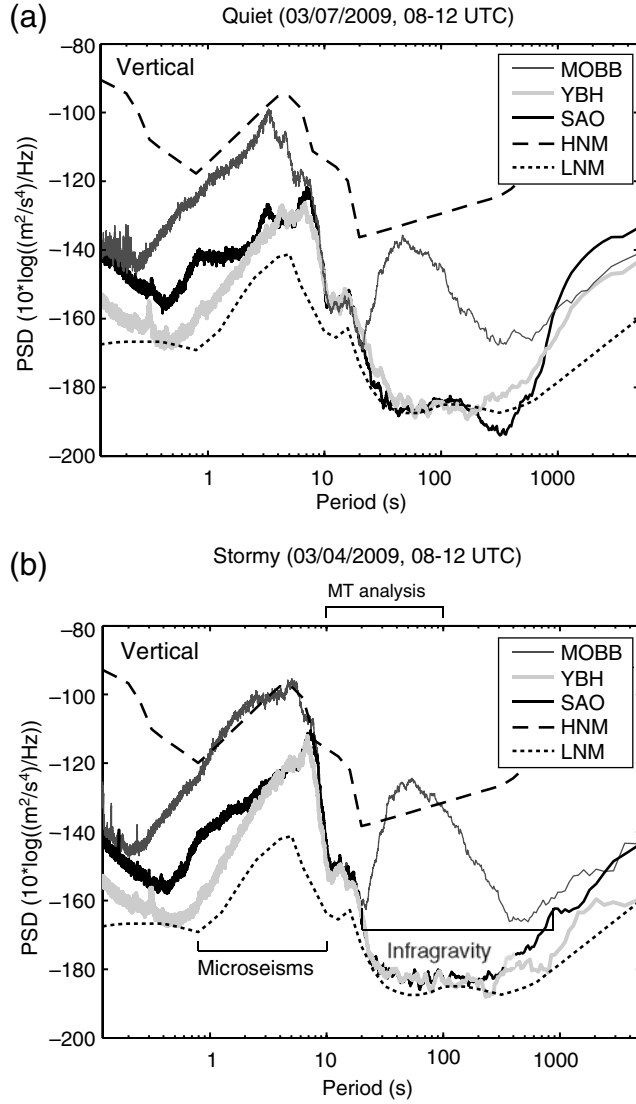 (a)
Quiet (03/07/2009, 08-12 UTC)
Vertical
MOBB
YBH
SAO
HNM
LNM
−80
−100
−120
−140
−160
−180
−200
PSD (10*log((m²/s⁴)/Hz))
1
10
100
1000
Period (s)
(b)
Stormy (03/04/2009, 08-12 UTC)
MT analysis
Vertical
MOBB
YBH
SAO
HNM
LNM
−80
−100
−120
−140
−160
−180
−200
PSD (10*log((m²/s⁴)/Hz))
Infragravity
Microseisms
1
10
100
1000
Period (s)